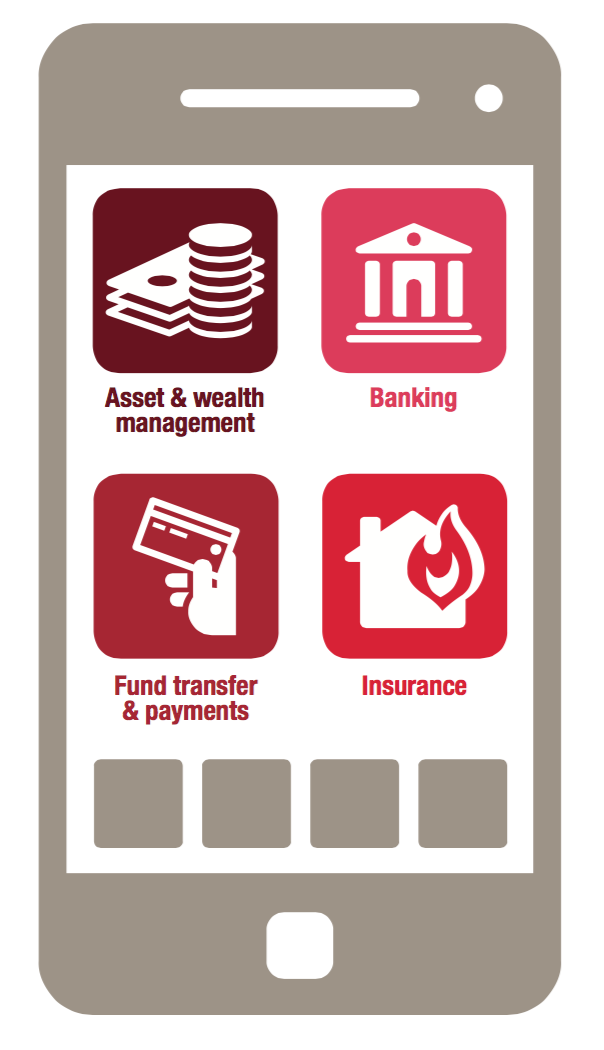 Asset & wealth
management
Banking
Fund transfer
& payments
Insurance